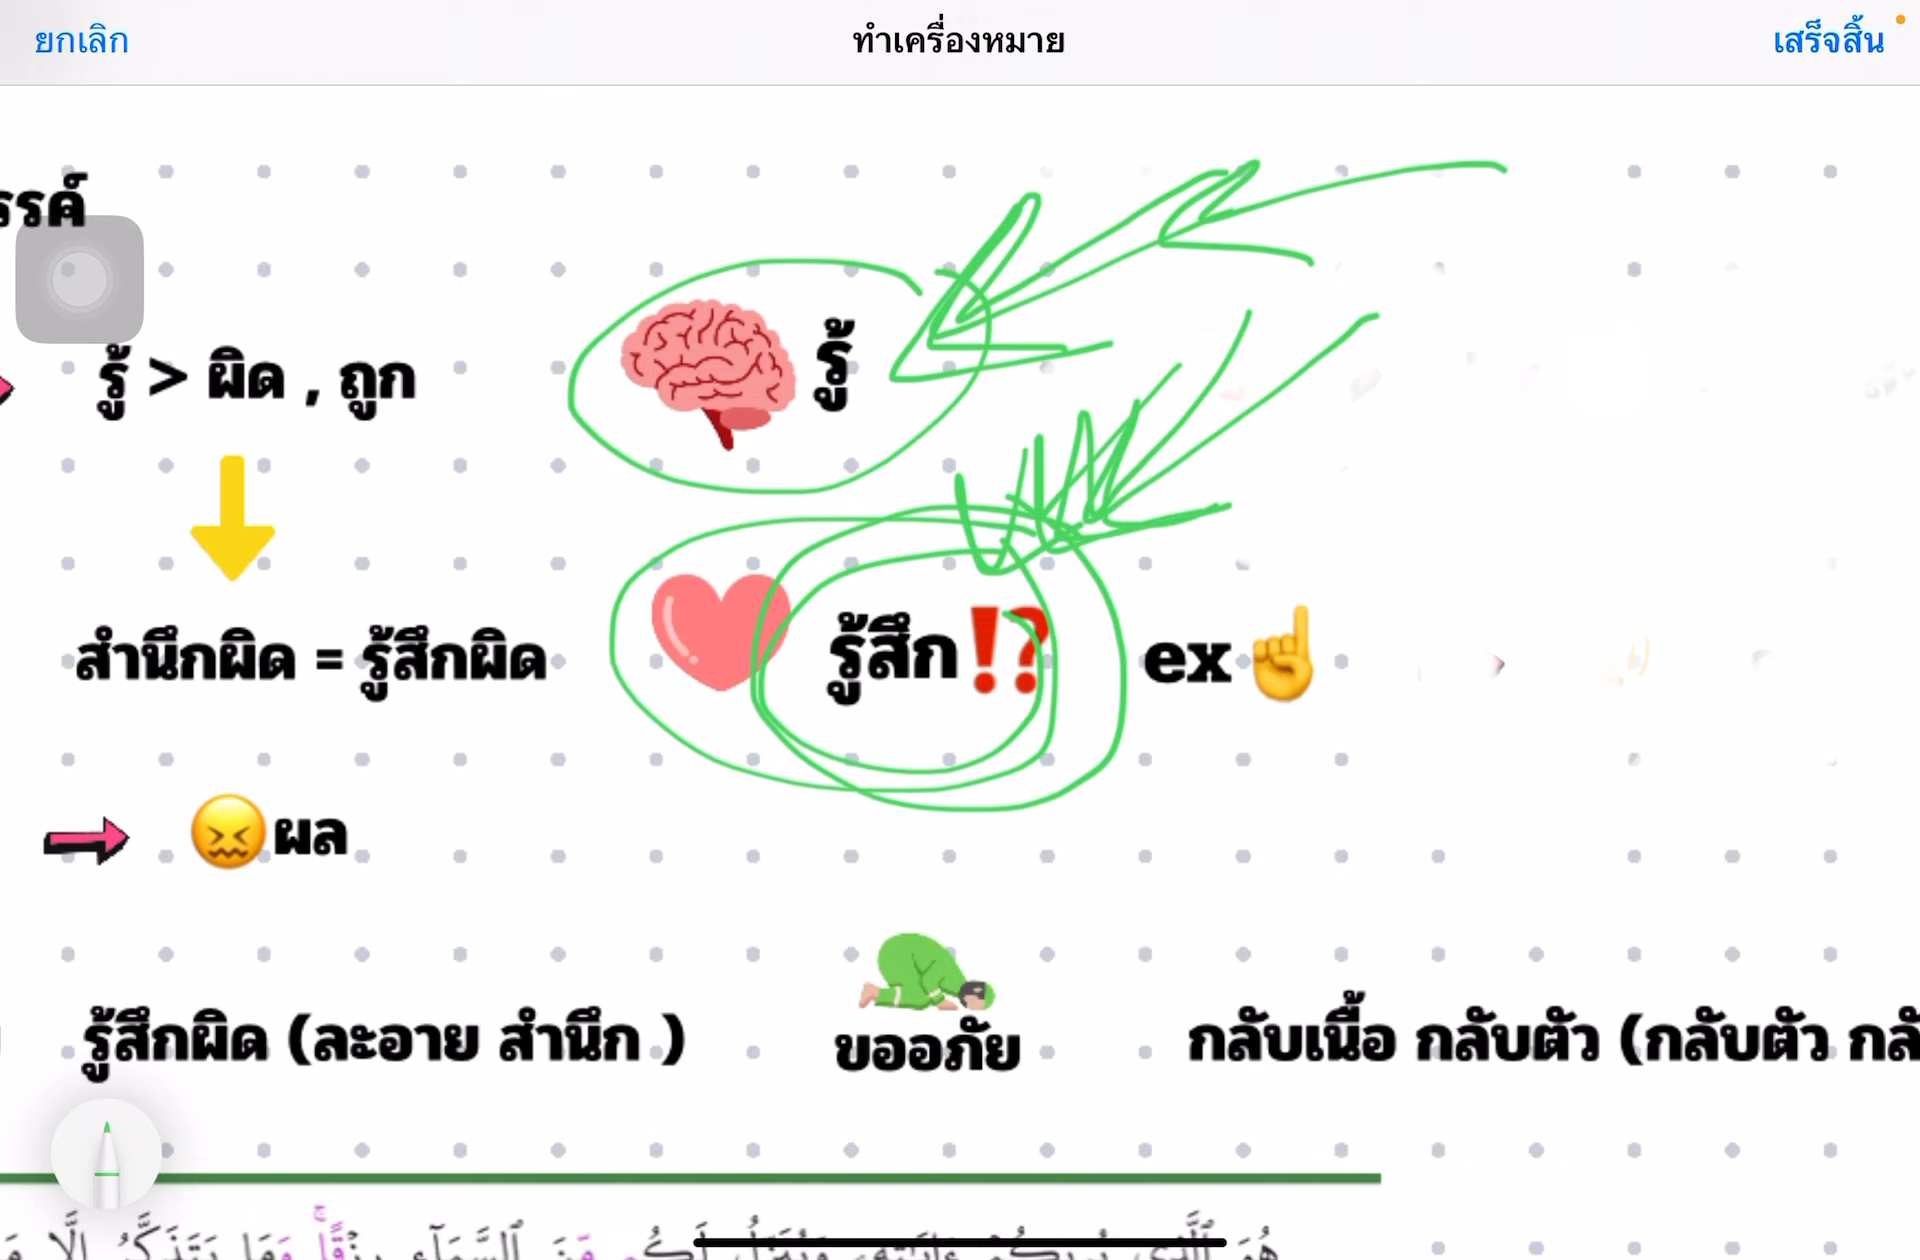 ยกเลิก ทำเครื่องหมาย เสร็จสิ้น
รรค์
รู้ > ผิด , ถูก รู้
สำนึกผิด = รู้สึกผิด รู้สึก⁉️ ex☝️
ผล
รู้สึกผิด (ละอาย สำนึก ) ขออภัย กลับเนื้อ กลับตัว (กลับตัว กลั